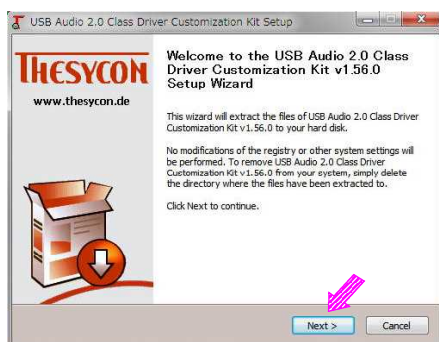 USB Audio 2.0 Class Driver Customization Kit Setup
THESYCON
www.thesycon.de
Welcome to the USB Audio 2.0 Class
Driver Customization Kit v1.56.0
Setup Wizard
This wizard will extract the files of USB Audio 2.0 Class Driver
Customization Kit v1.56.0 to your hard disk.
No modifications of the registry or other system settings will
be performed. To remove USB Audio 2.0 Class Driver
Customization Kit v1.56.0 from your system, simply delete
the directory where the files have been extracted to.
Click Next to continue.
Next >
Cancel